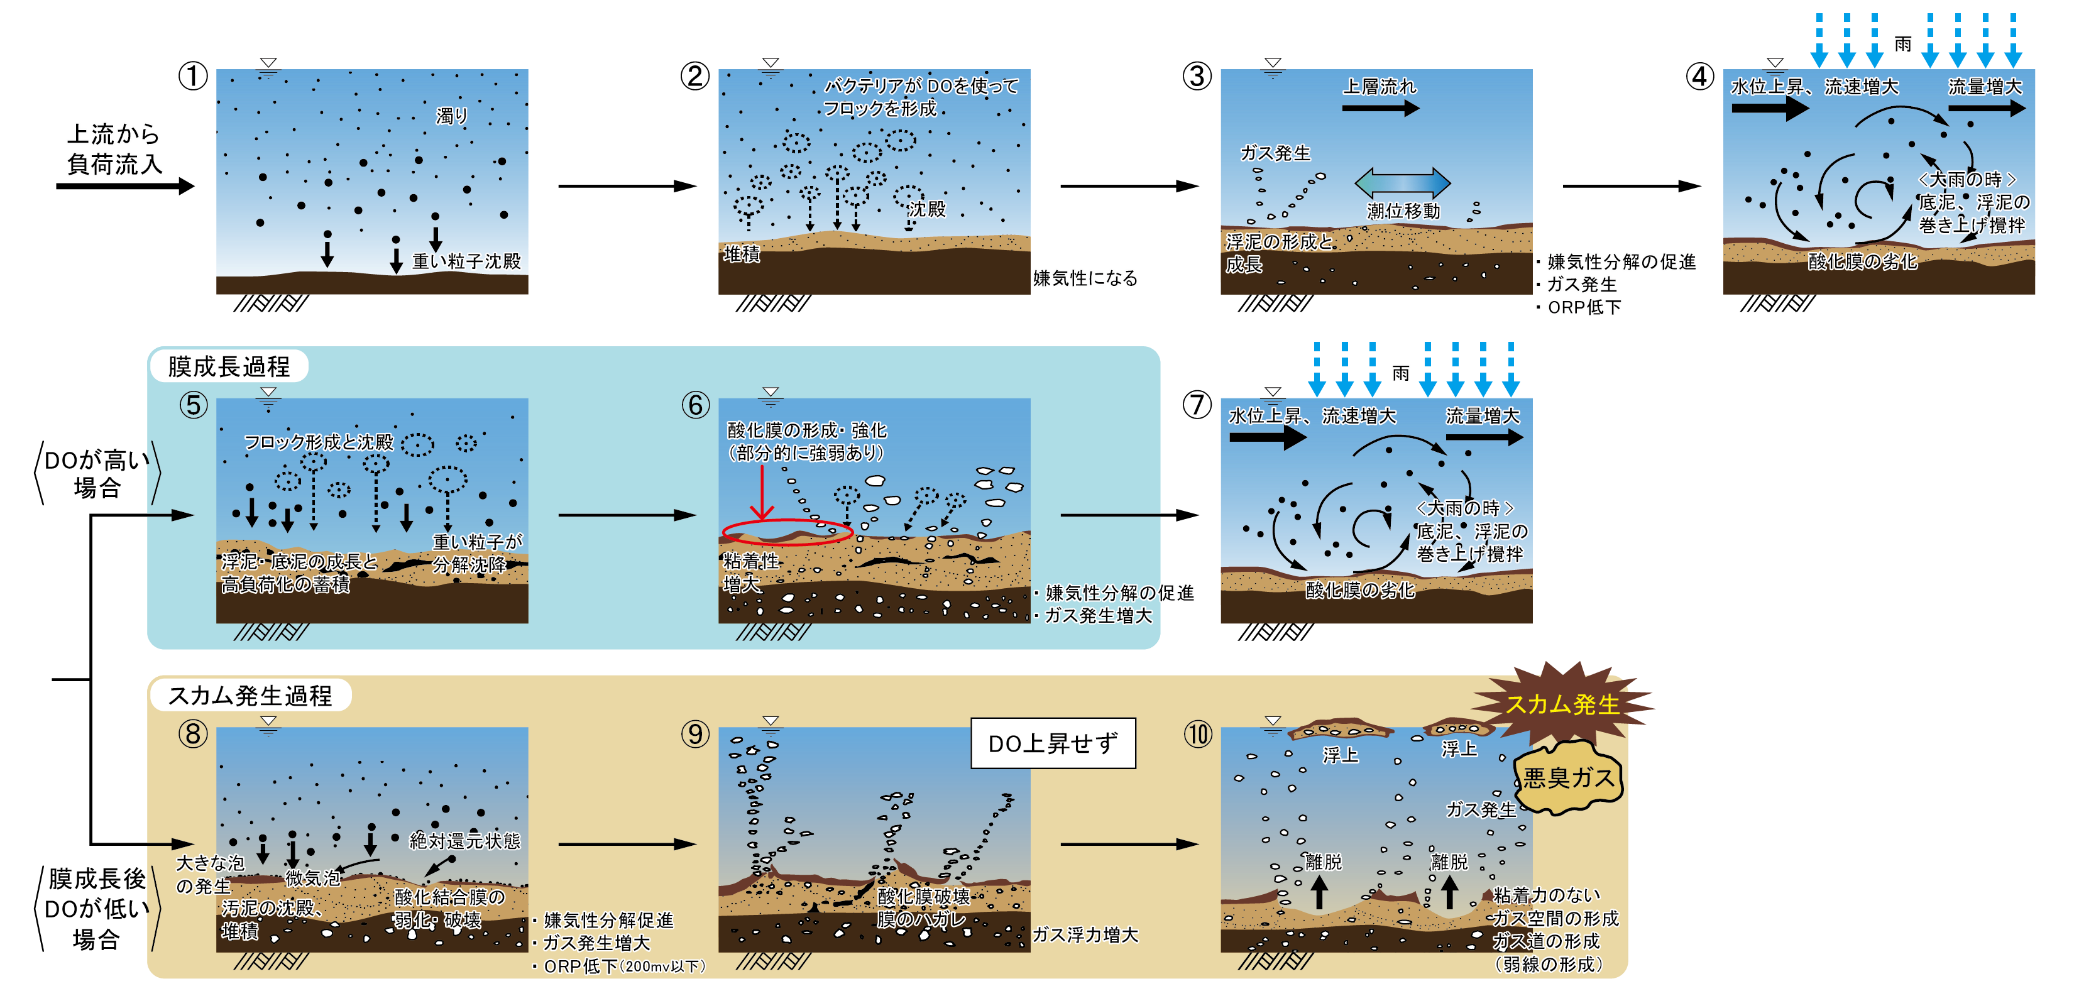 上流から
負荷流入
①
濁り
重い粒子沈殿
②
バクテリアが DOを使って
フロックを形成
沈殿
堆積
嫌気性になる
③
上層流れ
ガス発生
潮位移動
浮泥の形成と
成長
・嫌気性分解の促進
・ガス発生
・ORP低下
④
雨
水位上昇、流速増大
流量増大
<大雨の時>
底泥、浮泥の
巻き上げ攪拌
酸化膜の劣化
膜成長過程
DOが高い
場合
⑤
フロック形成と沈殿
浮泥・底泥の成長と
高負荷化の蓄積
重い粒子が
分解沈降
⑥
酸化膜の形成・強化
(部分的に強弱あり)
粘着性
増大
・嫌気性分解の促進
・ガス発生増大
⑦
雨
水位上昇、流速増大
流量増大
<大雨の時>
底泥、浮泥の
巻き上げ攪拌
酸化膜の劣化
スカム発生過程
膜成長後
DOが低い
場合
⑧
絶対還元状態
大きな泡
の発生
微気泡
汚泥の沈殿、
堆積
酸化結合膜の
弱化・破壊
・嫌気性分解促進
・ガス発生増大
・ORP低下(200mv以下)
⑨
DO上昇せず
酸化膜破壊
膜のハガレ
ガス浮力増大
⑩
スカム発生
悪臭ガス
浮上
浮上
ガス発生
離脱
離脱
粘着力のない
ガス空間の形成
ガス道の形成
(弱線の形成)